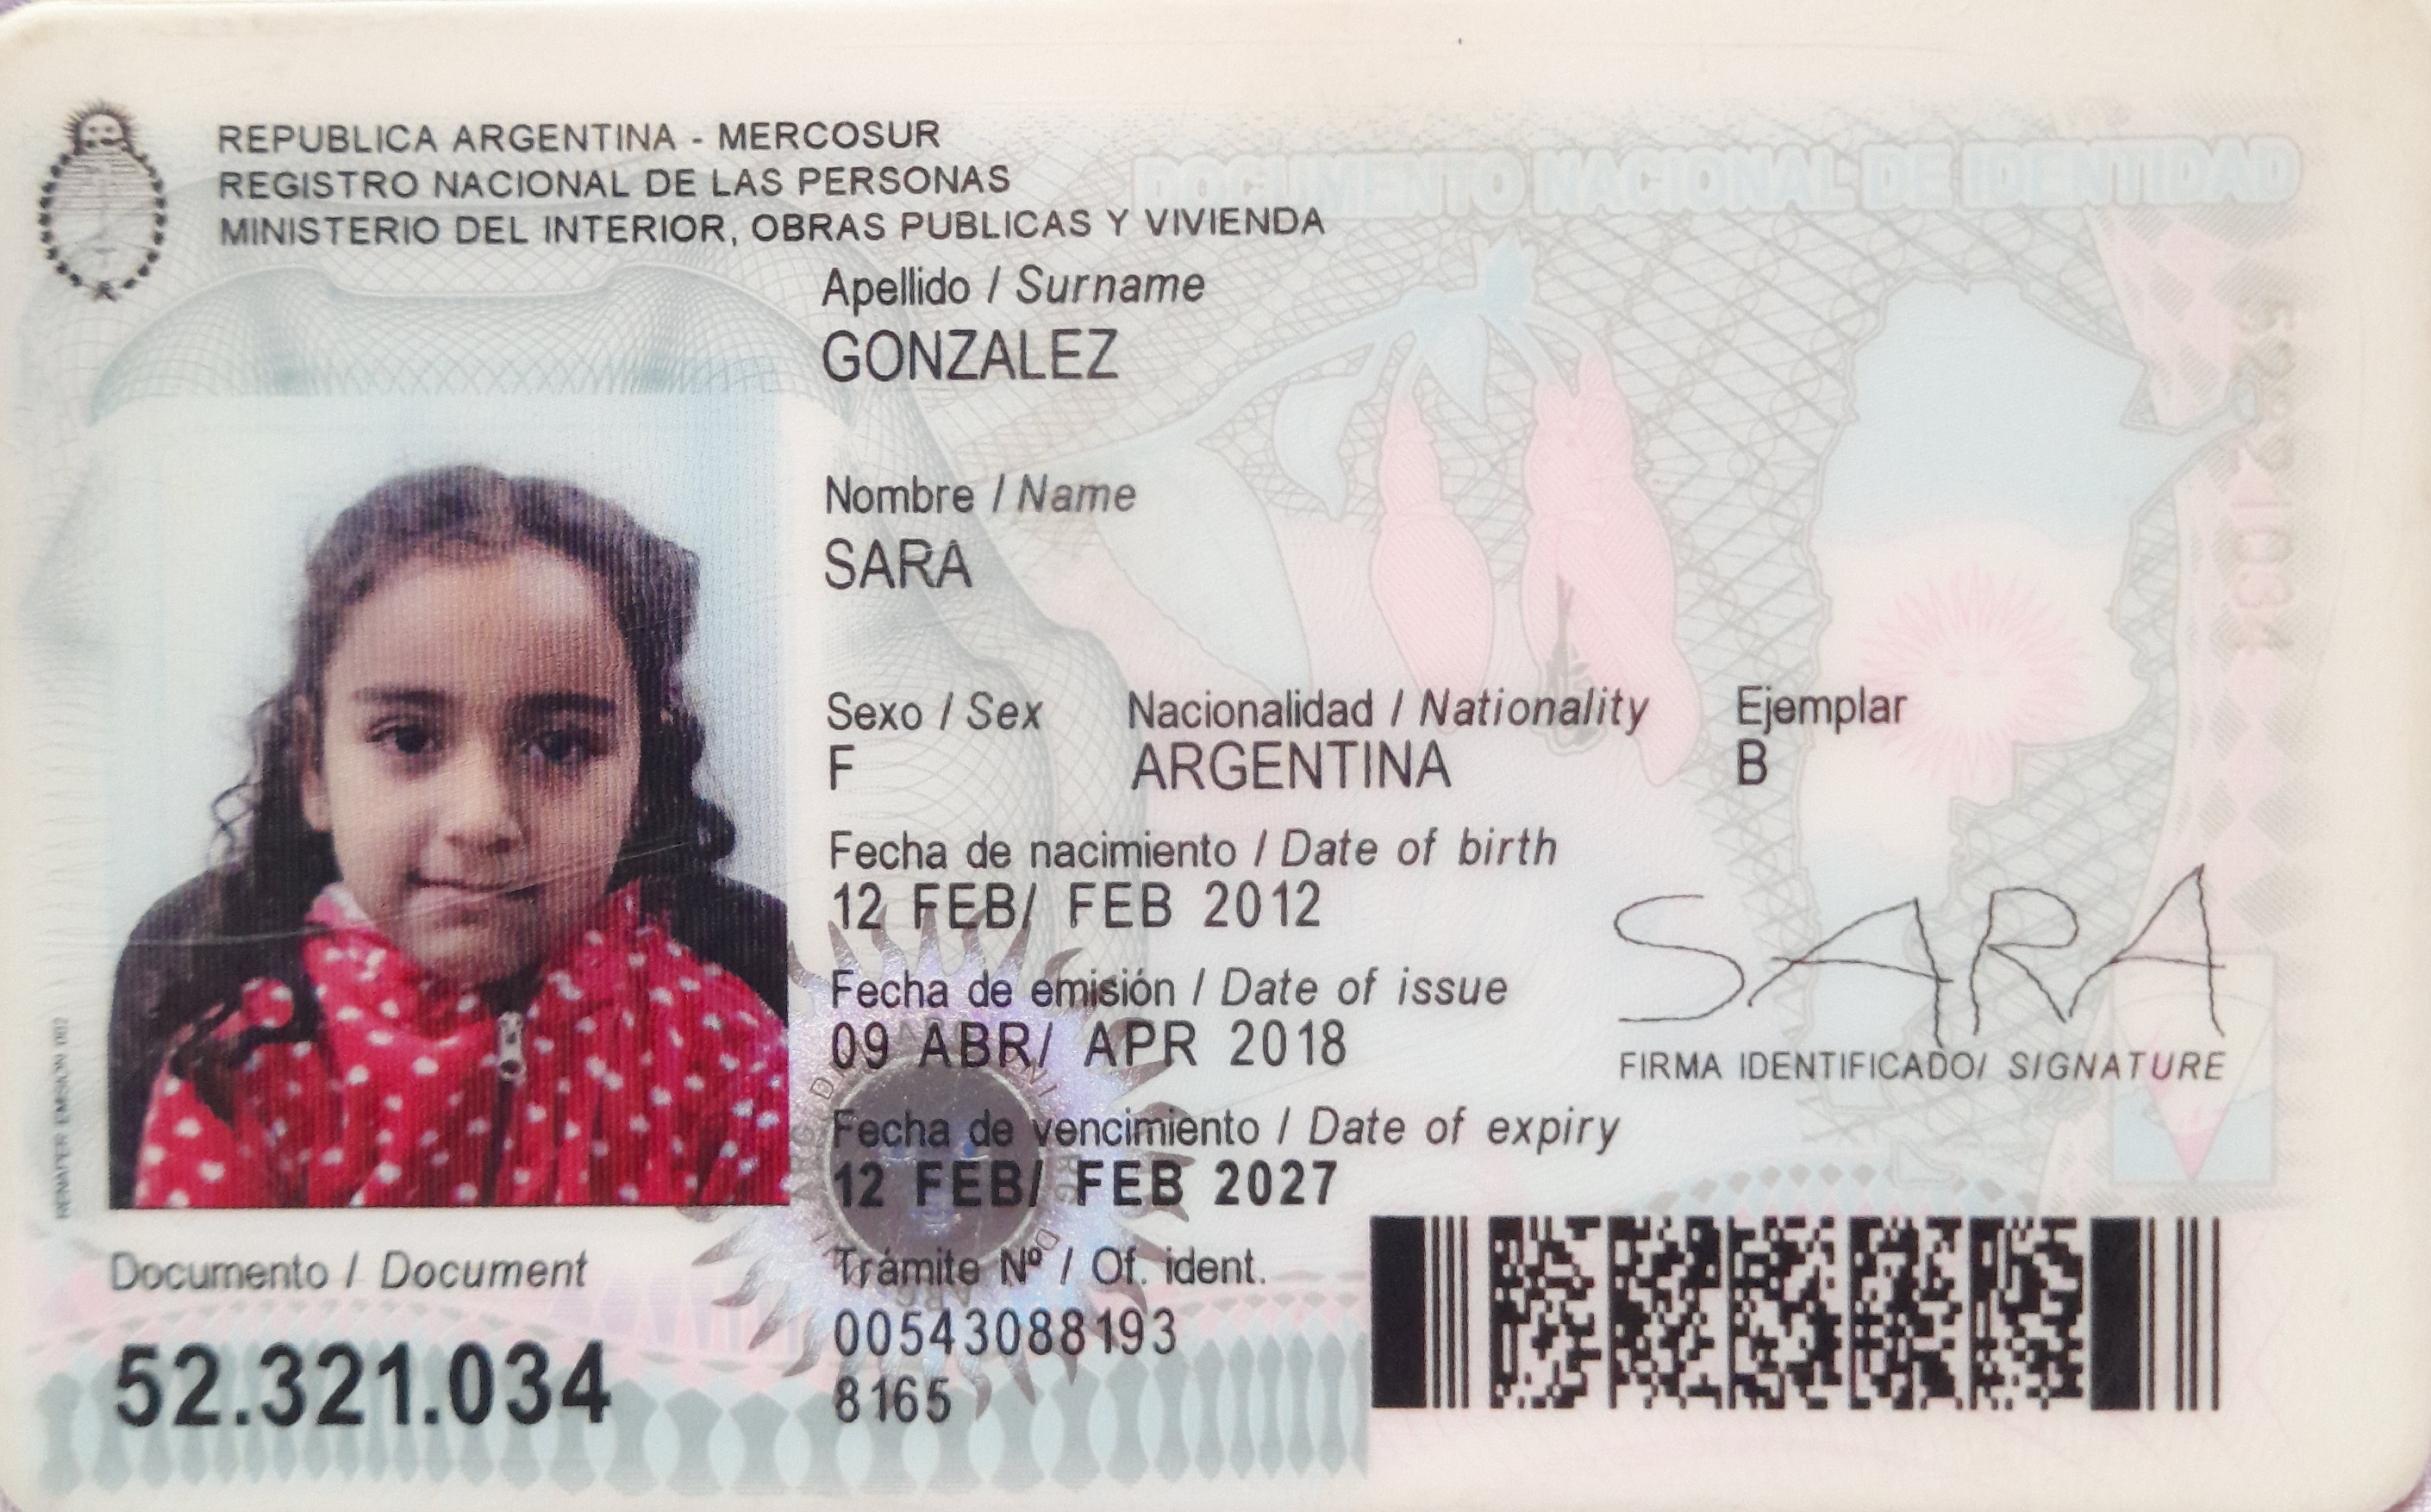 REPUBLICA ARGENTINA - MERCOSUR
REGISTRO NACIONAL DE LAS PERSONAS
MINISTERIO DEL INTERIOR, OBRAS PUBLICAS Y VIVIENDA
DOCUMENTO NACIONAL DE IDENTIDAD
Apellido / Surname
GONZALEZ
Nombre / Name
SARA
Sexo / Sex Nacionalidad / Nationality Ejemplar
F ARGENTINA B
Fecha de nacimiento / Date of birth
12 FEB/ FEB 2012
Fecha de emisión / Date of issue
09 ABR/ APR 2018
SARA
FIRMA IDENTIFICADO/ SIGNATURE
Fecha de vencimiento / Date of expiry
12 FEB/ FEB 2027
RENAPER EMISION 002
Documento / Document
52.321.034
Trámite Nº / Of. ident.
00543088193
8165